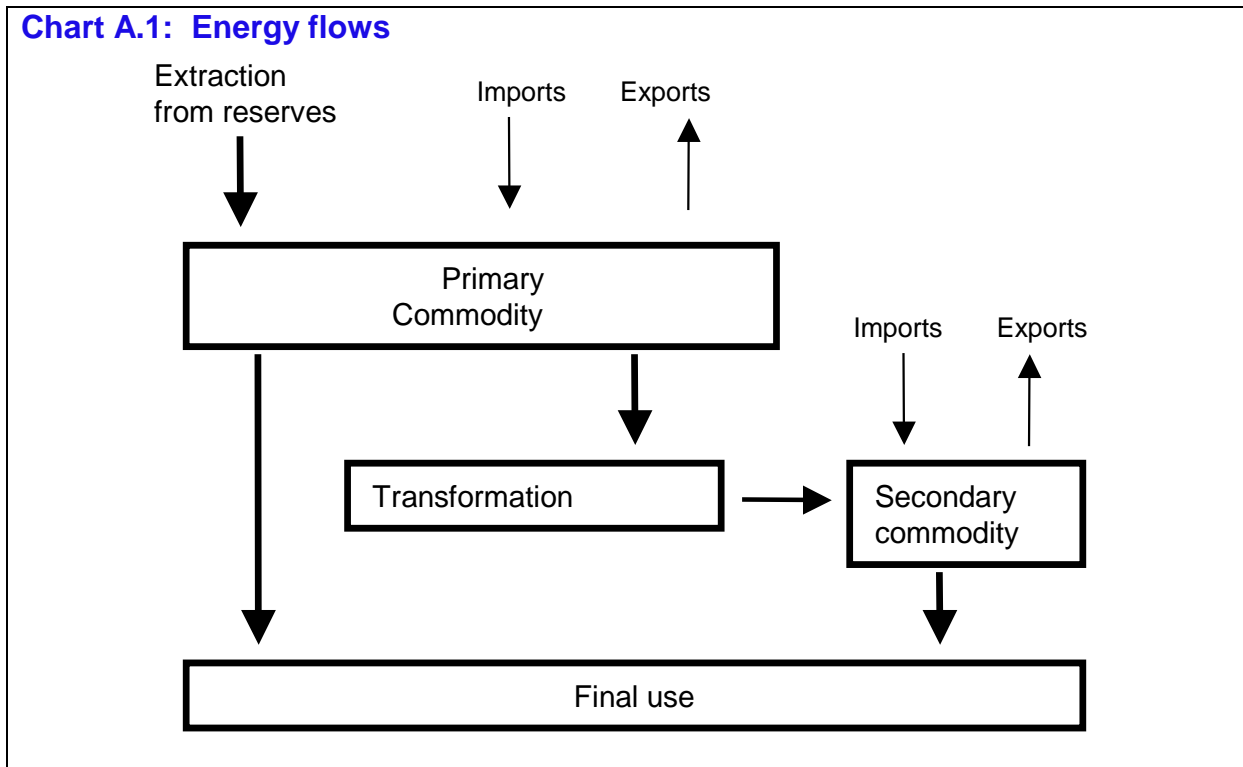 Chart A.1:  Energy flows
Extraction
from reserves
Imports
Exports
Primary
Commodity
Imports
Exports
Transformation
Secondary
commodity
Final use